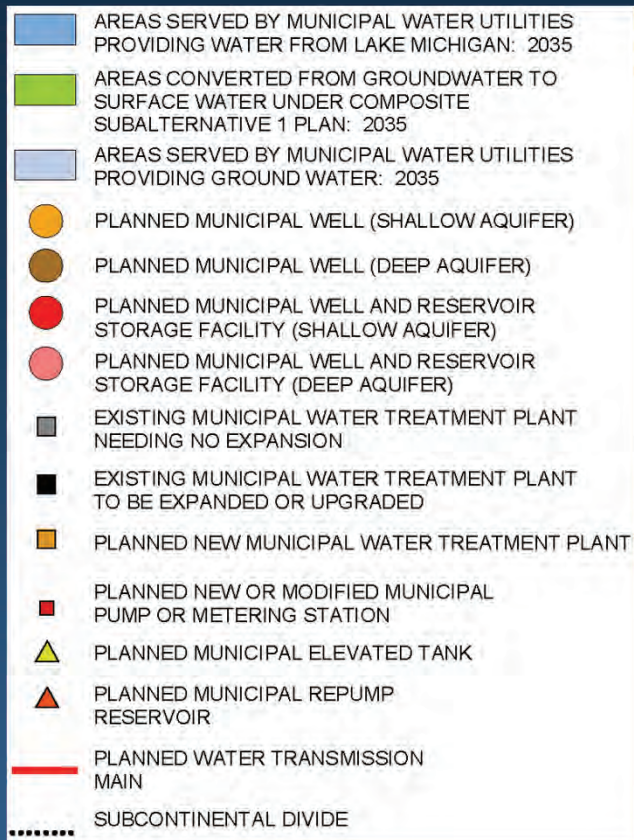 AREAS SERVED BY MUNICIPAL WATER UTILITIES
PROVIDING WATER FROM LAKE MICHIGAN: 2035
AREAS CONVERTED FROM GROUNDWATER TO
SURFACE WATER UNDER COMPOSITE
SUBALTERNATIVE 1 PLAN: 2035
AREAS SERVED BY MUNICIPAL WATER UTILITIES
PROVIDING GROUND WATER: 2035
PLANNED MUNICIPAL WELL (SHALLOW AQUIFER)
PLANNED MUNICIPAL WELL (DEEP AQUIFER)
PLANNED MUNICIPAL WELL AND RESERVOIR
STORAGE FACILITY (SHALLOW AQUIFER)
PLANNED MUNICIPAL WELL AND RESERVOIR
STORAGE FACILITY (DEEP AQUIFER)
EXISTING MUNICIPAL WATER TREATMENT PLANT
NEEDING NO EXPANSION
EXISTING MUNICIPAL WATER TREATMENT PLANT
TO BE EXPANDED OR UPGRADED
PLANNED NEW MUNICIPAL WATER TREATMENT PLANT
PLANNED NEW OR MODIFIED MUNICIPAL
PUMP OR METERING STATION
PLANNED MUNICIPAL ELEVATED TANK
PLANNED MUNICIPAL REPUMP
RESERVOIR
PLANNED WATER TRANSMISSION
MAIN
SUBCONTINENTAL DIVIDE